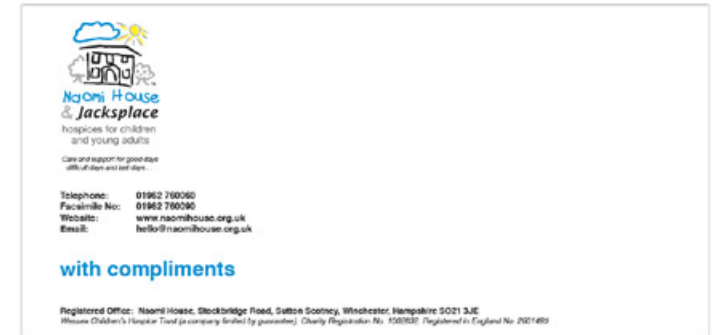 Naomi House
& Jacksplace
hospices for children
and young adults
Care and support for good days
difficult days and last days...
Telephone: 01962 760060
Facsimile No: 01962 760090
Website: www.naomihouse.org.uk
Email: hello@naomihouse.org.uk
with compliments
Registered Office: Naomi House, Stockbridge Road, Sutton Scotney, Winchester, Hampshire SO21 3JE
Wessex Children's Hospice Trust (a company limited by guarantee). Charity Registration No. 1002832. Registered in England No.